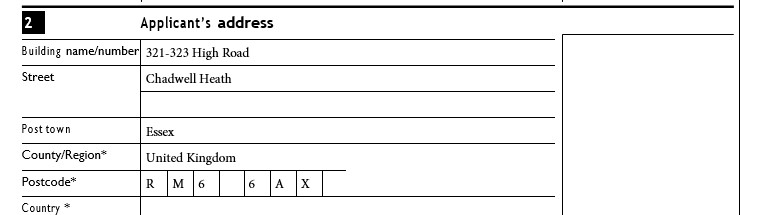 2 Applicant's address
Building name/number 321-323 High Road
Street Chadwell Heath
Post town Essex
County/Region* United Kingdom
Postcode* R M 6 6 A X
Country *